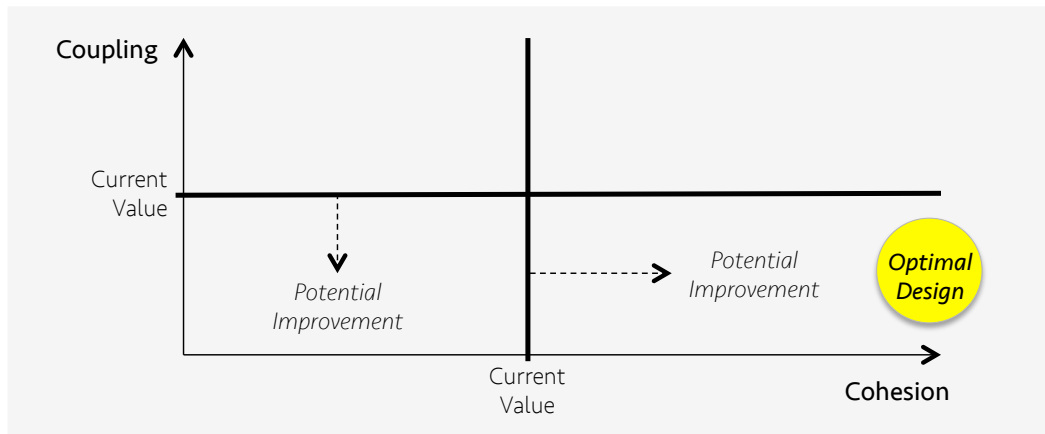 Coupling
Current
Value
Potential
Improvement
Potential
Improvement
Optimal
Design
Current
Value
Cohesion